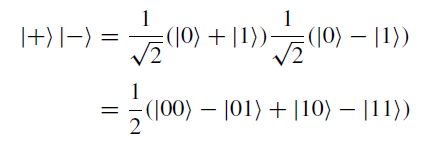 |+⟩|−⟩ = 1/√2(|0⟩ + |1⟩) 1/√2(|0⟩ − |1⟩)
= 1/2(|00⟩ − |01⟩ + |10⟩ − |11⟩)